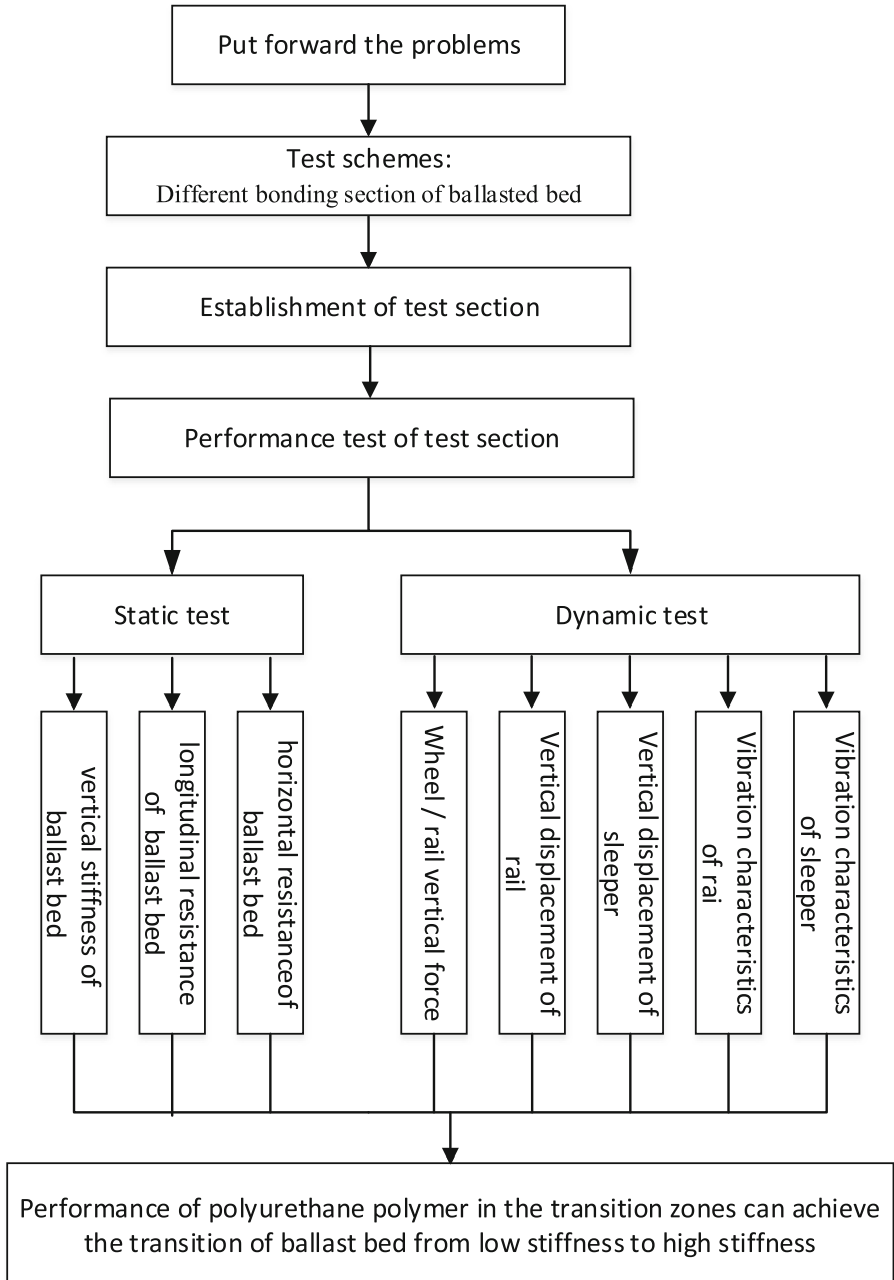 Put forward the problems
Test schemes:
Different bonding section of ballasted bed
Establishment of test section
Performance test of test section
Static test
Dynamic test
vertical stiffness of
ballast bed
longitudinal resistance
of ballast bed
horizontal resistanceof
ballast bed
Wheel / rail vertical force
Vertical displacement of
rail
Vertical displacement of
sleeper
Vibration characteristics
of rai
Vibration characteristics
of sleeper
Performance of polyurethane polymer in the transition zones can achieve
the transition of ballast bed from low stiffness to high stiffness